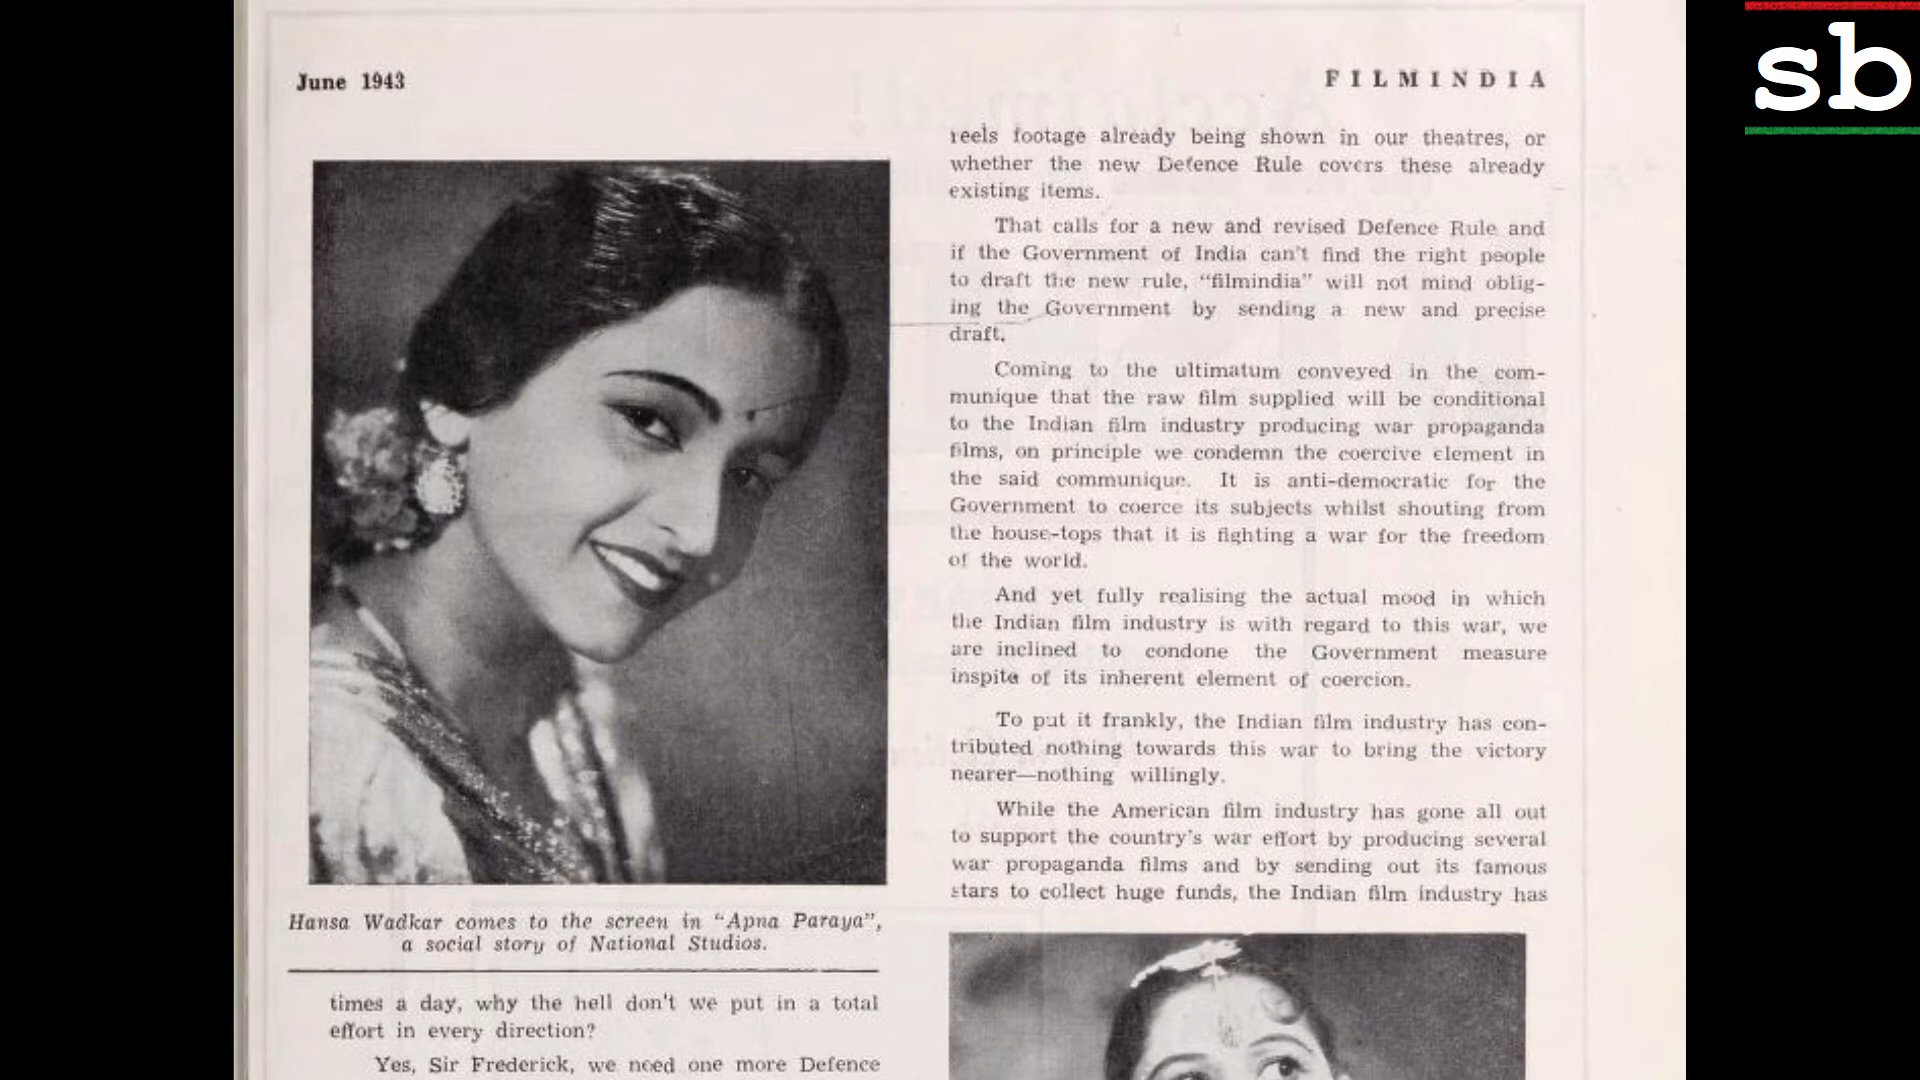 sb
June 1943
FILMINDIA
Hansa Wadkar comes to the screen in "Apna Paraya",
a social story of National Studios.
times a day, why the hell don't we put in a total
effort in every direction?
Yes, Sir Frederick, we need one more Defence
reels footage already being shown in our theatres, or
whether the new Defence Rule covers these already
existing items.
That calls for a new and revised Defence Rule and
if the Government of India can't find the right people
to draft the new rule, "filmindia" will not mind oblig-
ing the Government by sending a new and precise
draft.
Coming to the ultimatum conveyed in the com-
munique that the raw film supplied will be conditional
to the Indian film industry producing war propaganda
films, on principle we condemn the coercive element in
the said communique. It is anti-democratic for the
Government to coerce its subjects whilst shouting from
the house-tops that it is fighting a war for the freedom
of the world.
And yet fully realising the actual mood in which
the Indian film industry is with regard to this war, we
are inclined to condone the Government measure
inspite of its inherent element of coercion.
To put it frankly, the Indian film industry has con-
tributed nothing towards this war to bring the victory
nearer—nothing willingly.
While the American film industry has gone all out
to support the country's war effort by producing several
war propaganda films and by sending out its famous
stars to collect huge funds, the Indian film industry has